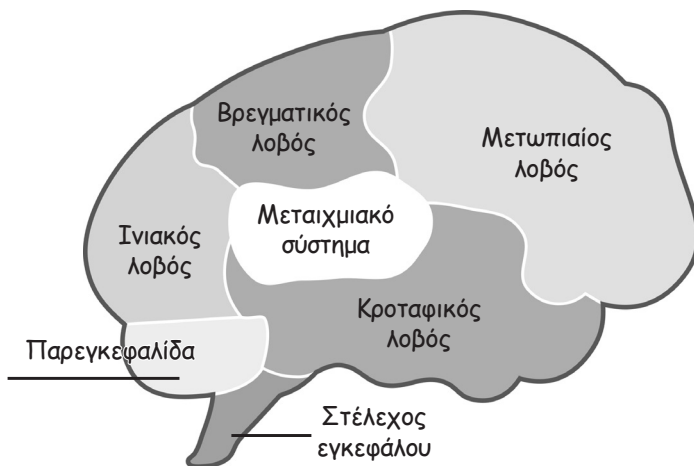 Βρεγματικός
λοβός
Μετωπιαίος
λοβός
Μεταιχμιακό
σύστημα
Ινιακός
λοβός
Κροταφικός
λοβός
Παρεγκεφαλίδα
Στέλεχος
εγκεφάλου